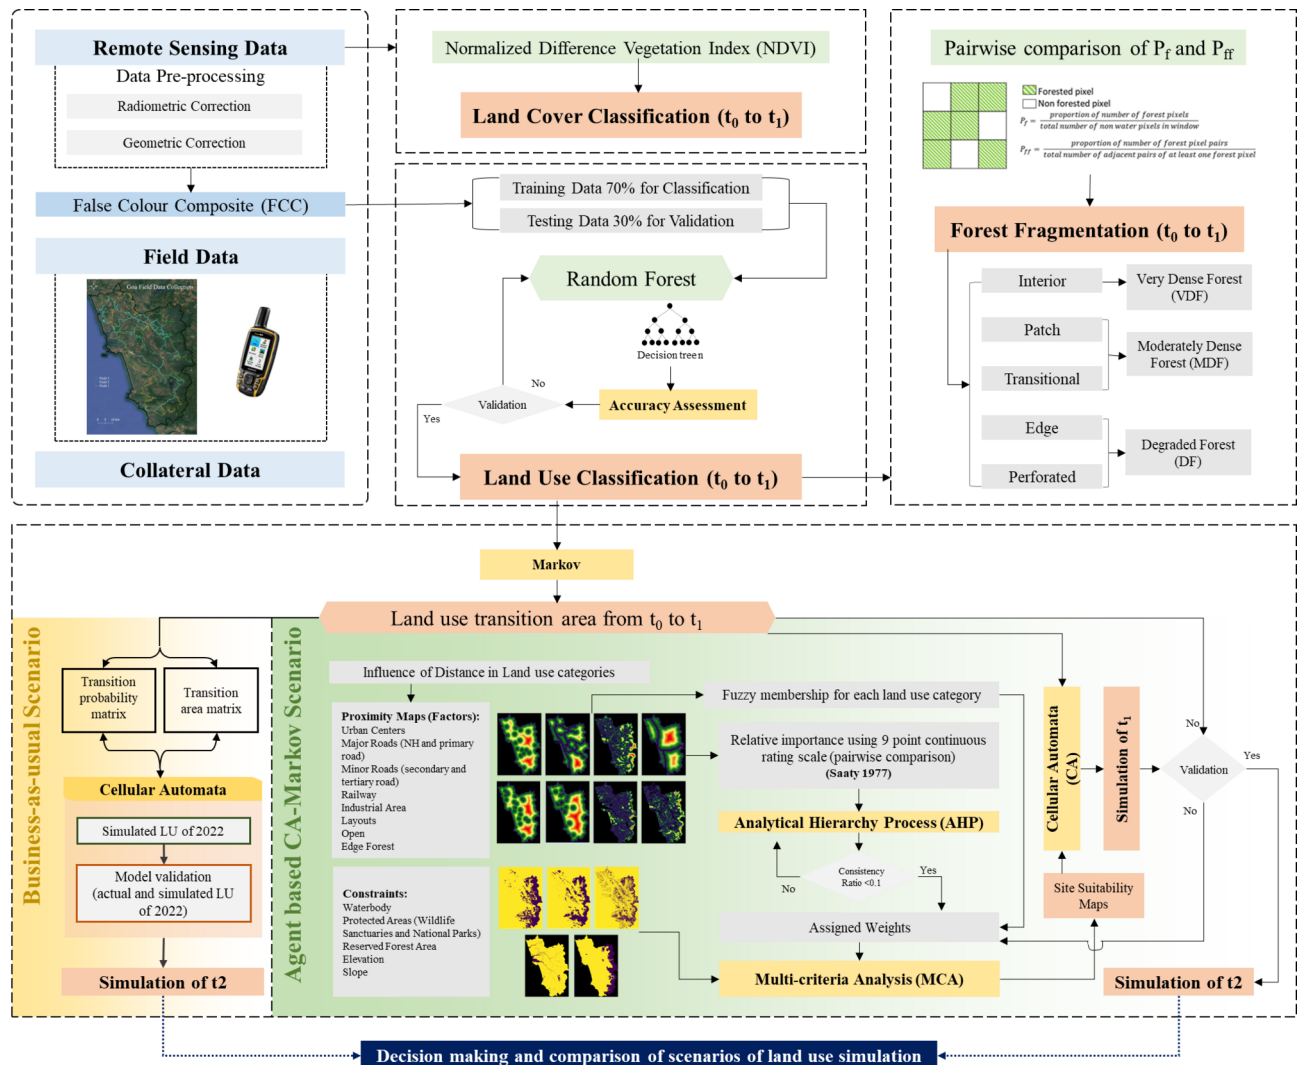 Remote Sensing Data
Data Pre-processing
Radiometric Correction
Geometric Correction
False Colour Composite (FCC)
Field Data
Goa Field Data Collection
Collateral Data
Normalized Difference Vegetation Index (NDVI)
Land Cover Classification (t0 to t1)
Training Data 70% for Classification
Testing Data 30% for Validation
Random Forest
Decision tree n
Accuracy Assessment
Validation
No
Yes
Land Use Classification (t0 to t1)
Pairwise comparison of Pf and Pff
Forested pixel
Non forested pixel
Pf = proportion of number of forest pixels
total number of non water pixels in window
Pff = proportion of number of forest pixel pairs
total number of adjacent pairs of at least one forest pixel
Forest Fragmentation (t0 to t1)
Interior
Very Dense Forest
(VDF)
Patch
Transitional
Moderately Dense
Forest (MDF)
Edge
Perforated
Degraded Forest
(DF)
Markov
Land use transition area from t0 to t1
Business-as-usual Scenario
Transition
probability
matrix
Transition
area matrix
Cellular Automata
Simulated LU of 2022
Model validation
(actual and simulated LU
of 2022)
Simulation of t2
Agent based CA-Markov Scenario
Influence of Distance in Land use categories
Proximity Maps (Factors):
Urban Centers
Major Roads (NH and primary
road)
Minor Roads (secondary and
tertiary road)
Railway
Industrial Area
Layouts
Open
Edge Forest
Constraints:
Waterbody
Protected Areas (Wildlife
Sanctuaries and National Parks)
Reserved Forest Area
Elevation
Slope
Fuzzy membership for each land use category
Relative importance using 9 point continuous
rating scale (pairwise comparison)
(Saaty 1977)
Analytical Hierarchy Process (AHP)
Consistency
Ratio <0.1
No
Yes
Assigned Weights
Multi-criteria Analysis (MCA)
Cellular Automata
(CA)
Simulation of t1
Site Suitability
Maps
No
Validation
Yes
No
Simulation of t2
Decision making and comparison of scenarios of land use simulation